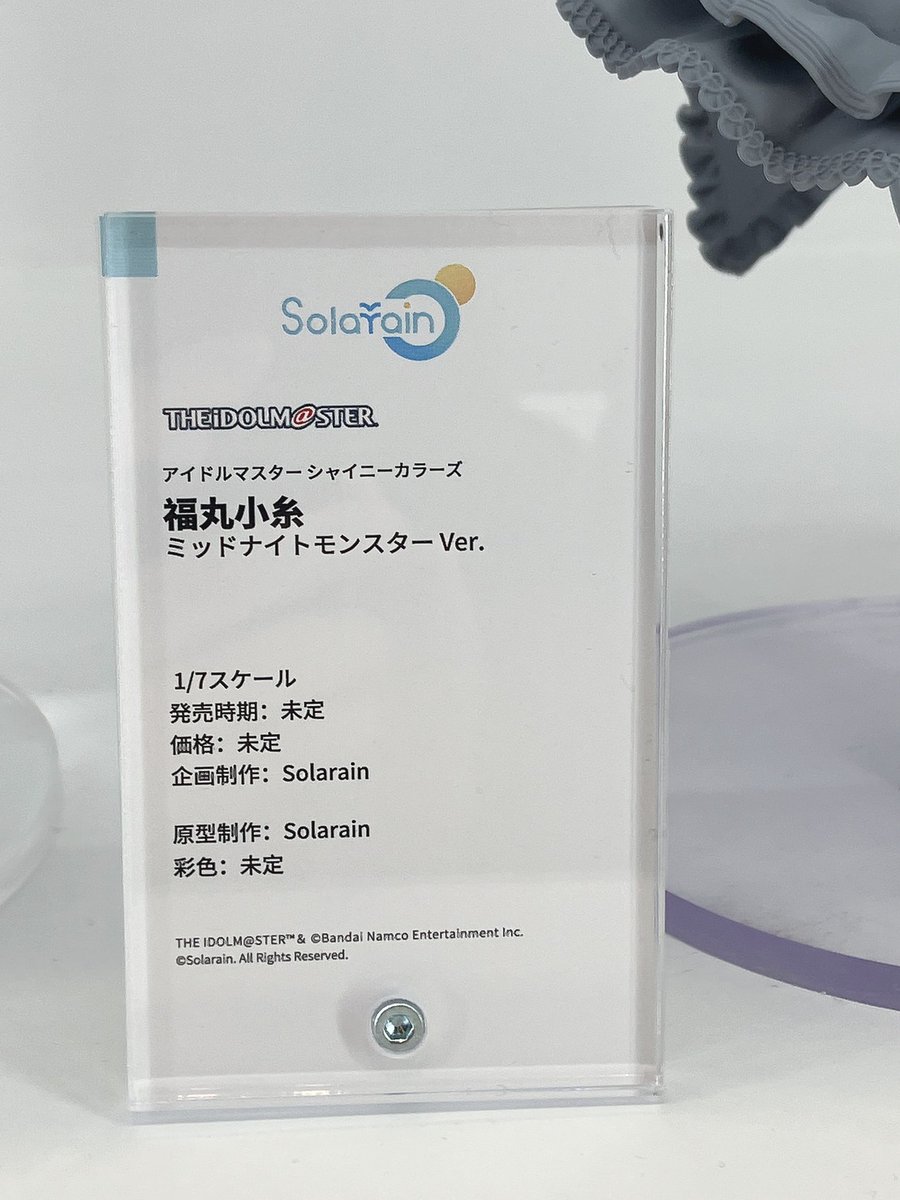 Solarain
THE iDOLM@STER
アイドルマスター シャイニーカラーズ
福丸小糸
ミッドナイトモンスター Ver.
1/7スケール
発売時期：未定
価格：未定
企画制作：Solarain
原型制作：Solarain
彩色：未定
THE IDOLM@STER™& ©Bandai Namco Entertainment Inc.
©Solarain. All Rights Reserved.